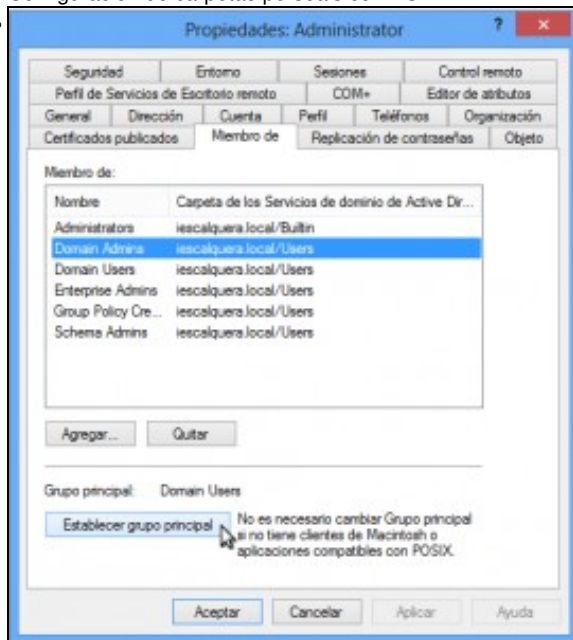 Propiedades: Administrator
?
Seguridad Entorno Sesiones Control remoto
Perfil de Servicios de Escritorio remoto COM+ Editor de atributos
General Dirección Cuenta Perfil Teléfonos Organización
Certificados publicados Miembro de Replicación de contraseñas Objeto
Miembro de:
Nombre Carpeta de los Servicios de dominio de Active Dir...
Administrators iescalquera.local/Builtin
Domain Admins iescalquera.local/Users
Domain Users iescalquera.local/Users
Enterprise Admins iescalquera.local/Users
Group Policy Cre... iescalquera.local/Users
Schema Admins iescalquera.local/Users
Agregar... Quitar
Grupo principal: Domain Users
Establecer grupo principal
No es necesario cambiar Grupo principal
si no tiene clientes de Macintosh o
aplicaciones compatibles con POSIX.
Aceptar Cancelar Aplicar Ayuda